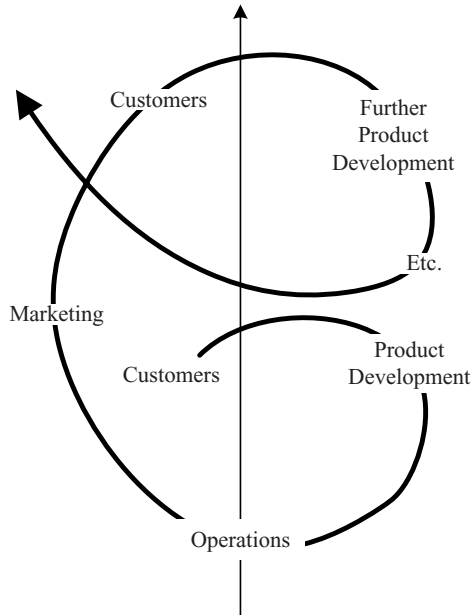 Customers
Further
Product
Development
Etc.
Marketing
Product
Development
Customers
Operations